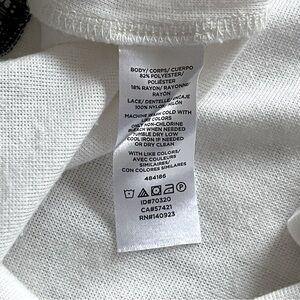 BODY/ CORPS/ CUERPO
82% POLYESTER/
POLIÉSTER
18% RAYON/ RAYONNE/
RAYÓN
LACE/ DENTELLE/ ENCAJE
100% NYLON/ NILÓN
MACHINE WASH COLD WITH
LIKE COLORS
ONLY NON-CHLORINE
BLEACH WHEN NEEDED
TUMBLE DRY LOW
COOL IRON IF NEEDED
OR DRY CLEAN
WITH LIKE COLORS/
AVEC COULEURS
SIMILAIRES/
CON COLORES SIMILARES
484186
P
ID#70320
CA#57421
RN#140923